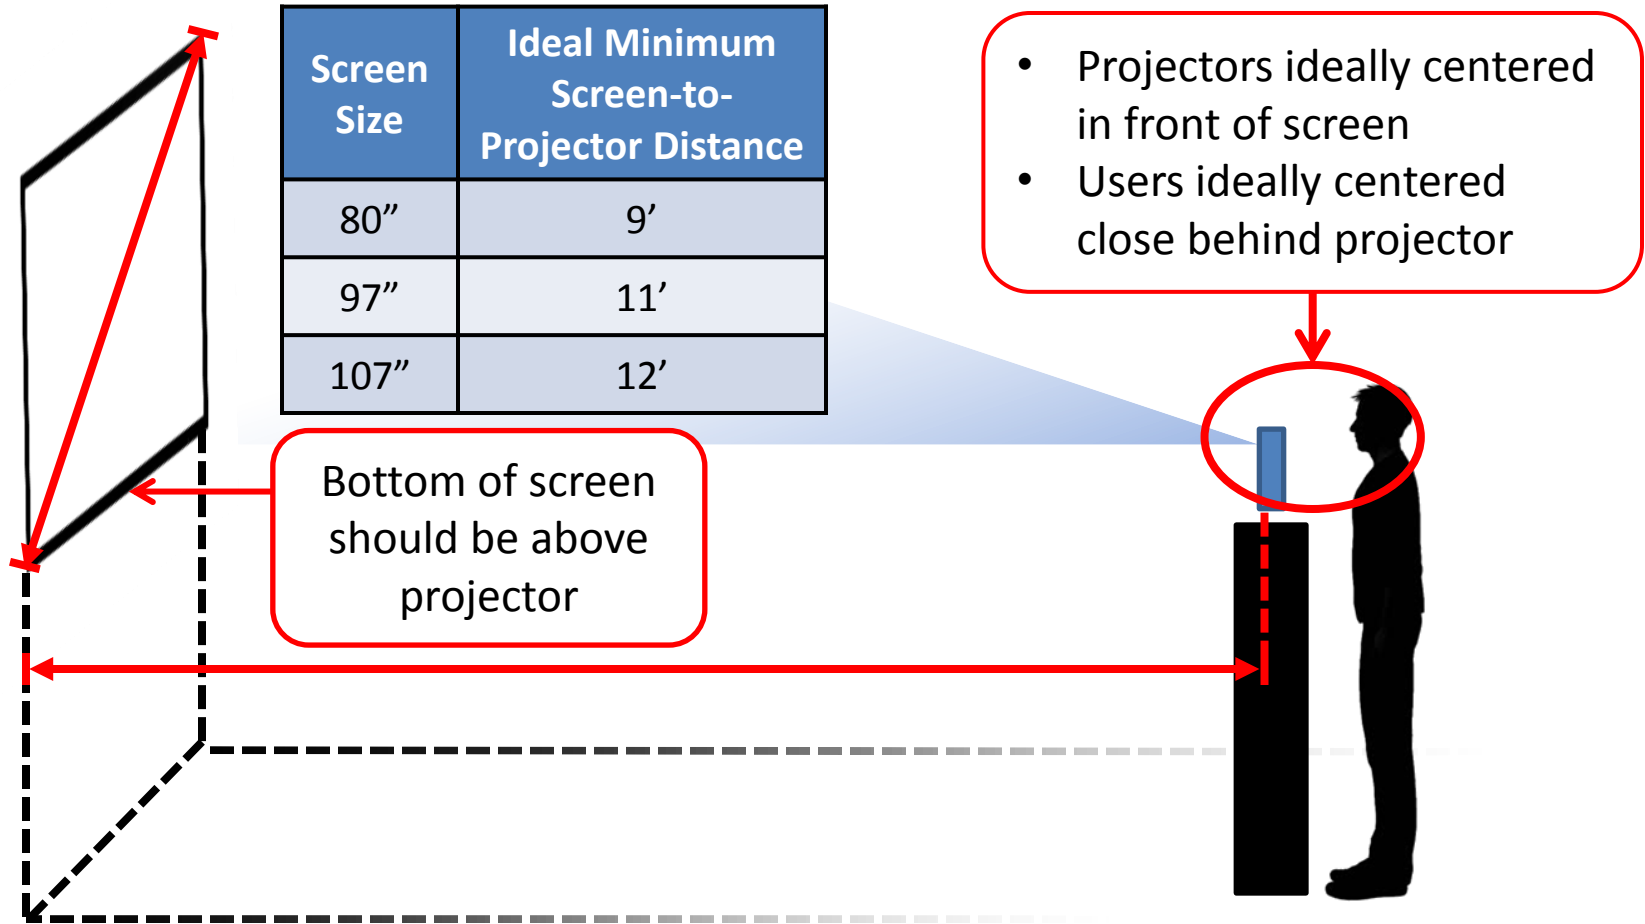 Screen
Size
Ideal Minimum
Screen-to-
Projector Distance
80”
9’
97”
11’
107”
12’
• Projectors ideally centered
in front of screen
• Users ideally centered
close behind projector
Bottom of screen
should be above
projector